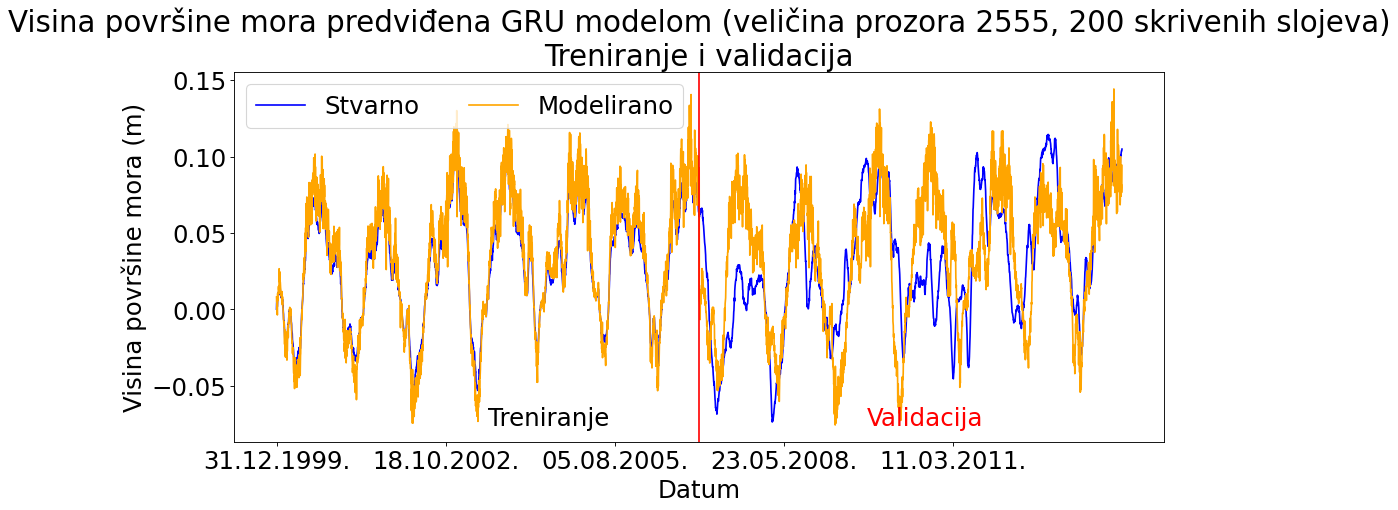 Visina površine mora predviđena GRU modelom (veličina prozora 2555, 200 skrivenih slojeva)
Treniranje i validacija
Stvarno
Modelirano
Visina površine mora (m)
0.15
0.10
0.05
0.00
−0.05
Treniranje
Validacija
31.12.1999.
18.10.2002.
05.08.2005.
23.05.2008.
11.03.2011.
Datum